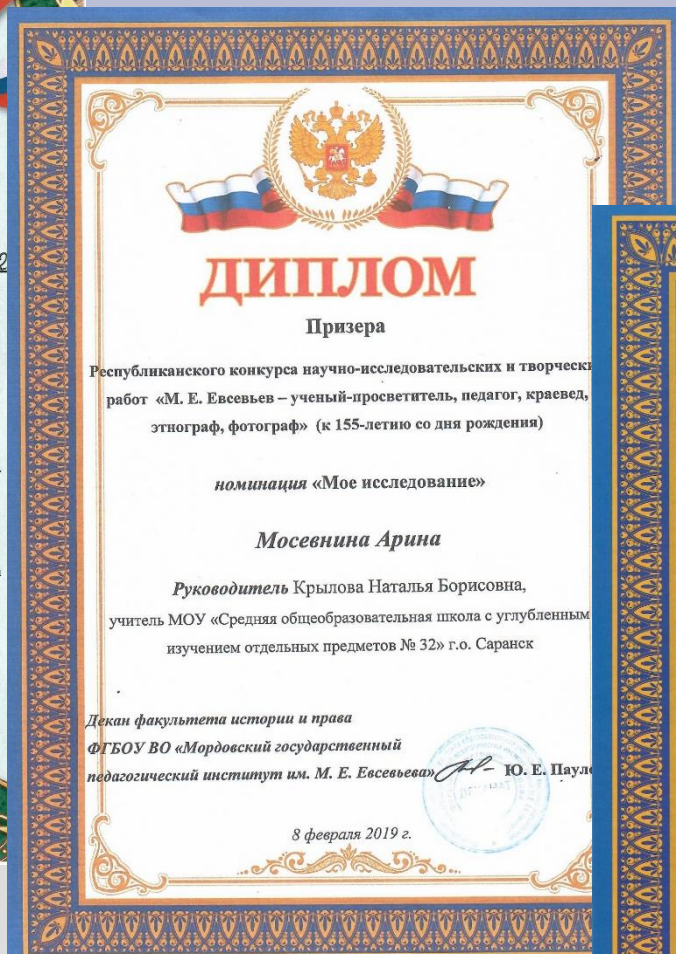 ДИПЛОМ
Призера
Республиканского конкурса научно-исследовательских и творчески
работ «М. Е. Евсевьев – ученый-просветитель, педагог, краевед,
этнограф, фотограф» (к 155-летию со дня рождения)
номинация «Мое исследование»
Мосевнина Арина
Руководитель Крылова Наталья Борисовна,
учитель МОУ «Средняя общеобразовательная школа с углубленным
изучением отдельных предметов № 32» г.о. Саранск
Декан факультета истории и права
ФГБОУ ВО «Мордовский государственный
педагогический институт им. М. Е. Евсевьева» Ю. Е. Пауло
8 февраля 2019 г.